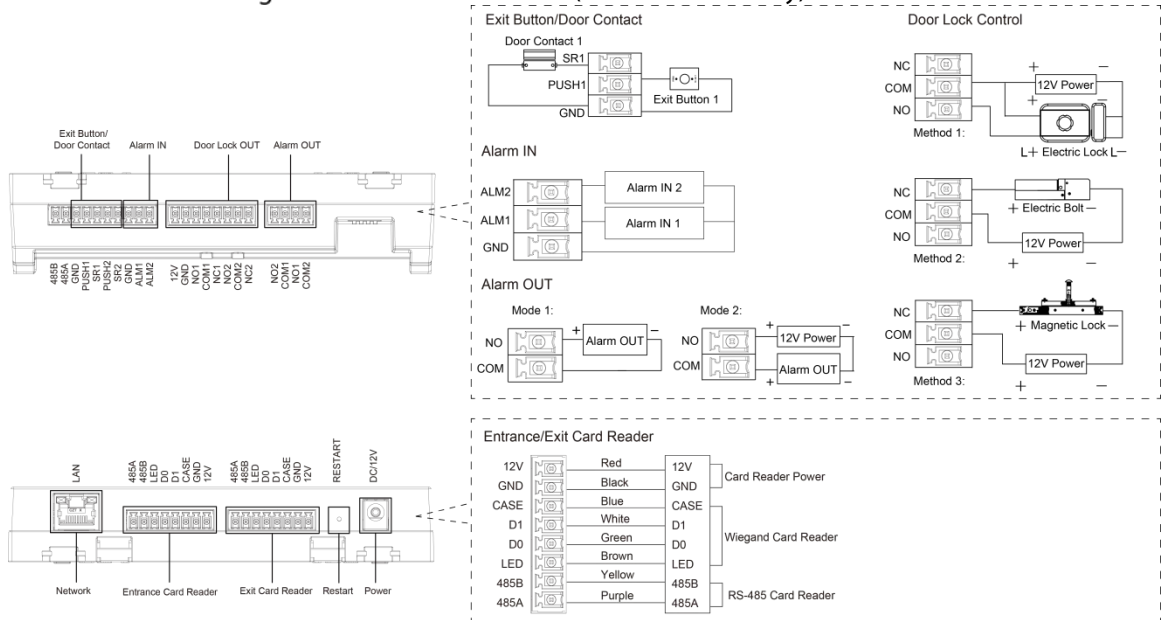 Exit Button/Door Contact
Door Contact 1
SR1
PUSH1
GND
Exit Button 1
Door Lock Control
NC
COM
NO
+ −
12V Power
+ −
Method 1:
L+ Electric Lock L−
NC
COM
NO
+ Electric Bolt −
12V Power
Method 2:
+ −
NC
COM
NO
+ Magnetic Lock −
12V Power
Method 3:
+ −
Alarm IN
ALM2
ALM1
GND
Alarm IN 2
Alarm IN 1
Alarm OUT
Mode 1:
NO
COM
+ Alarm OUT −
Mode 2:
NO
COM
+ 12V Power −
+ Alarm OUT −
Exit Button/
Door Contact
Alarm IN
Door Lock OUT
Alarm OUT
485B
485A
GND
PUSH1
SR1
PUSH2
SR2
GND
ALM1
ALM2
12V
GND
NO1
COM1
NC1
NO2
COM2
NC2
NO2
COM1
NO1
COM2
LAN
485A
485B
LED
D0
D1
CASE
GND
12V
485A
485B
LED
D0
D1
CASE
GND
12V
RESTART
DC/12V
Network
Entrance Card Reader
Exit Card Reader
Restart
Power
Entrance/Exit Card Reader
12V Red 12V
GND Black GND
CASE Blue CASE
D1 White D1
D0 Green D0
LED Brown LED
485B Yellow 485B
485A Purple 485A
Card Reader Power
Wiegand Card Reader
RS-485 Card Reader